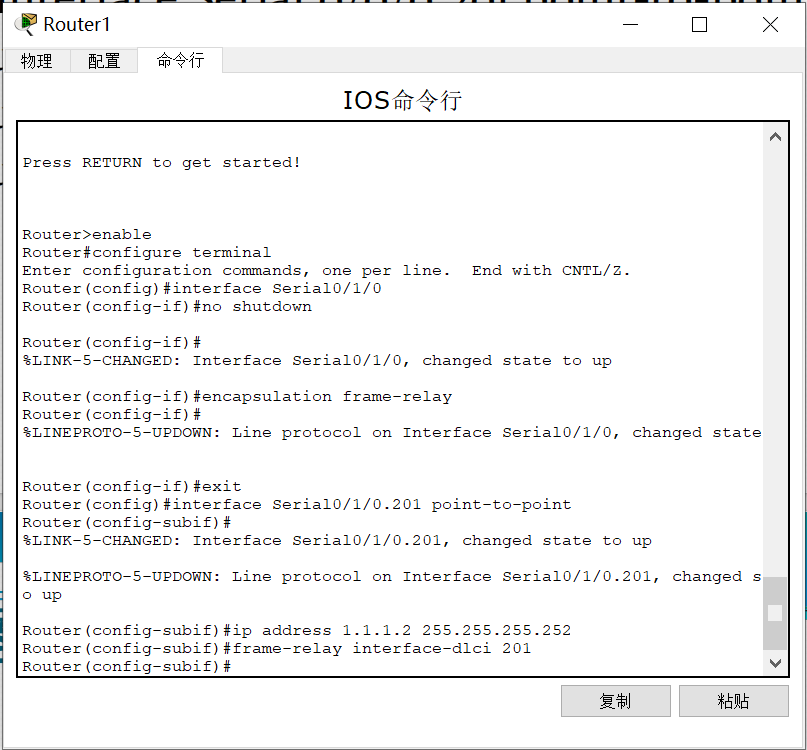 Router1
物理 配置 命令行
IOS命令行
Press RETURN to get started!
Router>enable
Router#configure terminal
Enter configuration commands, one per line.  End with CNTL/Z.
Router(config)#interface Serial0/1/0
Router(config-if)#no shutdown
Router(config-if)#
%LINK-5-CHANGED: Interface Serial0/1/0, changed state to up
Router(config-if)#encapsulation frame-relay
Router(config-if)#
%LINEPROTO-5-UPDOWN: Line protocol on Interface Serial0/1/0, changed state
Router(config-if)#exit
Router(config)#interface Serial0/1/0.201 point-to-point
Router(config-subif)#
%LINK-5-CHANGED: Interface Serial0/1/0.201, changed state to up
%LINEPROTO-5-UPDOWN: Line protocol on Interface Serial0/1/0.201, changed s
o up
Router(config-subif)#ip address 1.1.1.2 255.255.255.252
Router(config-subif)#frame-relay interface-dlci 201
Router(config-subif)#
复制 粘贴